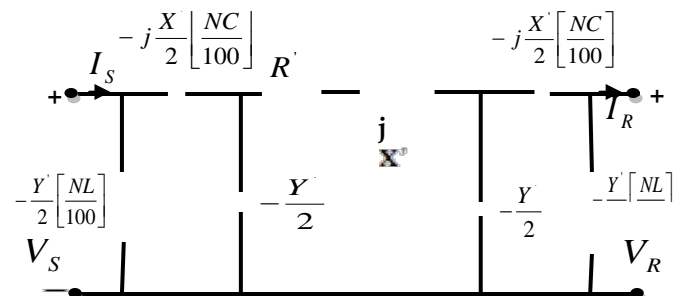 - j X'/2 [NC/100]
- j X'/2 [NC/100]
I_S
R'
+
+
I_R
j
X'
- Y'/2 [NL/100]
- Y'/2
- Y'/2
- Y' [NL]
V_S
V_R